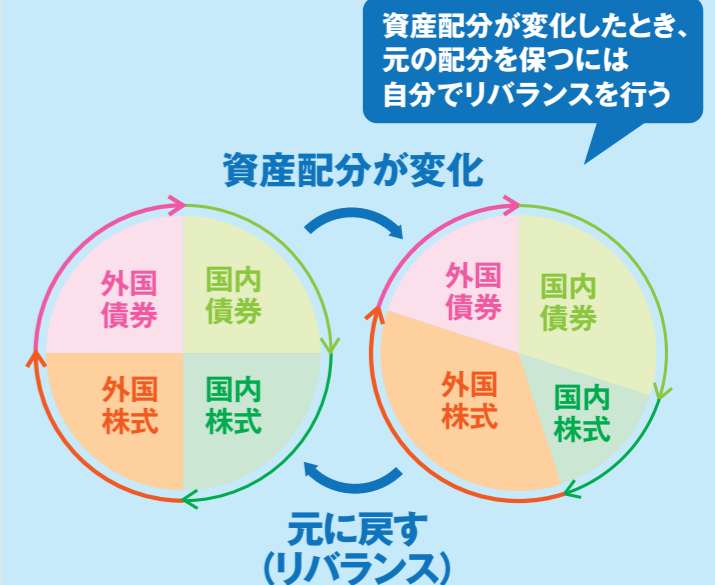 資産配分が変化したとき、
元の配分を保つには
自分でリバランスを行う
資産配分が変化
外国
債券
国内
債券
外国
株式
国内
株式
外国
債券
国内
債券
外国
株式
国内
株式
元に戻す
(リバランス)